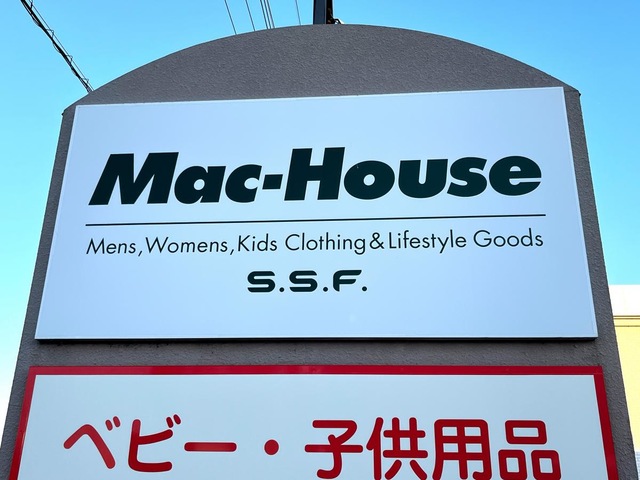 Mac-House
Mens,Womens,Kids Clothing&Lifestyle Goods
S.S.F.
ベビー・子供用品